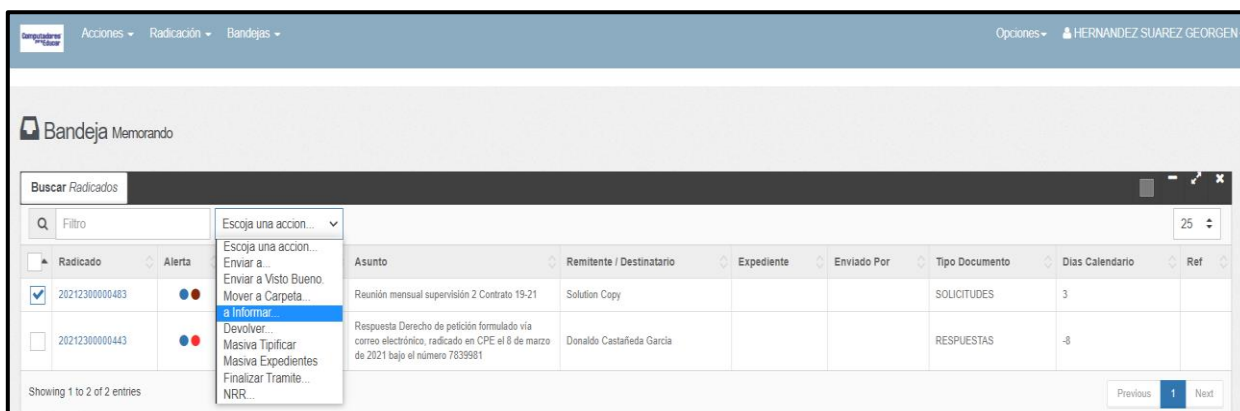 Computadores para Educar
Acciones Radicación Bandejas Opciones HERNANDEZ SUAREZ GEORGEN
Bandeja Memorando
Buscar Radicados
Filtro Escoja una accion... 25
Escoja una accion...
Enviar a...
Enviar a Visto Bueno.
Mover a Carpeta...
a Informar...
Devolver...
Masiva Tipificar
Masiva Expedientes
Finalizar Tramite...
NRR...
Radicado Alerta Asunto Remitente / Destinatario Expediente Enviado Por Tipo Documento Dias Calendario Ref
20212300000483 Reunión mensual supervisión 2 Contrato 19-21 Solution Copy SOLICITUDES 3
20212300000443 Respuesta Derecho de petición formulado vía
correo electrónico, radicado en CPE el 8 de marzo
de 2021 bajo el número 7839981
Donaldo Castañeda Garcia RESPUESTAS -8
Showing 1 to 2 of 2 entries Previous 1 Next